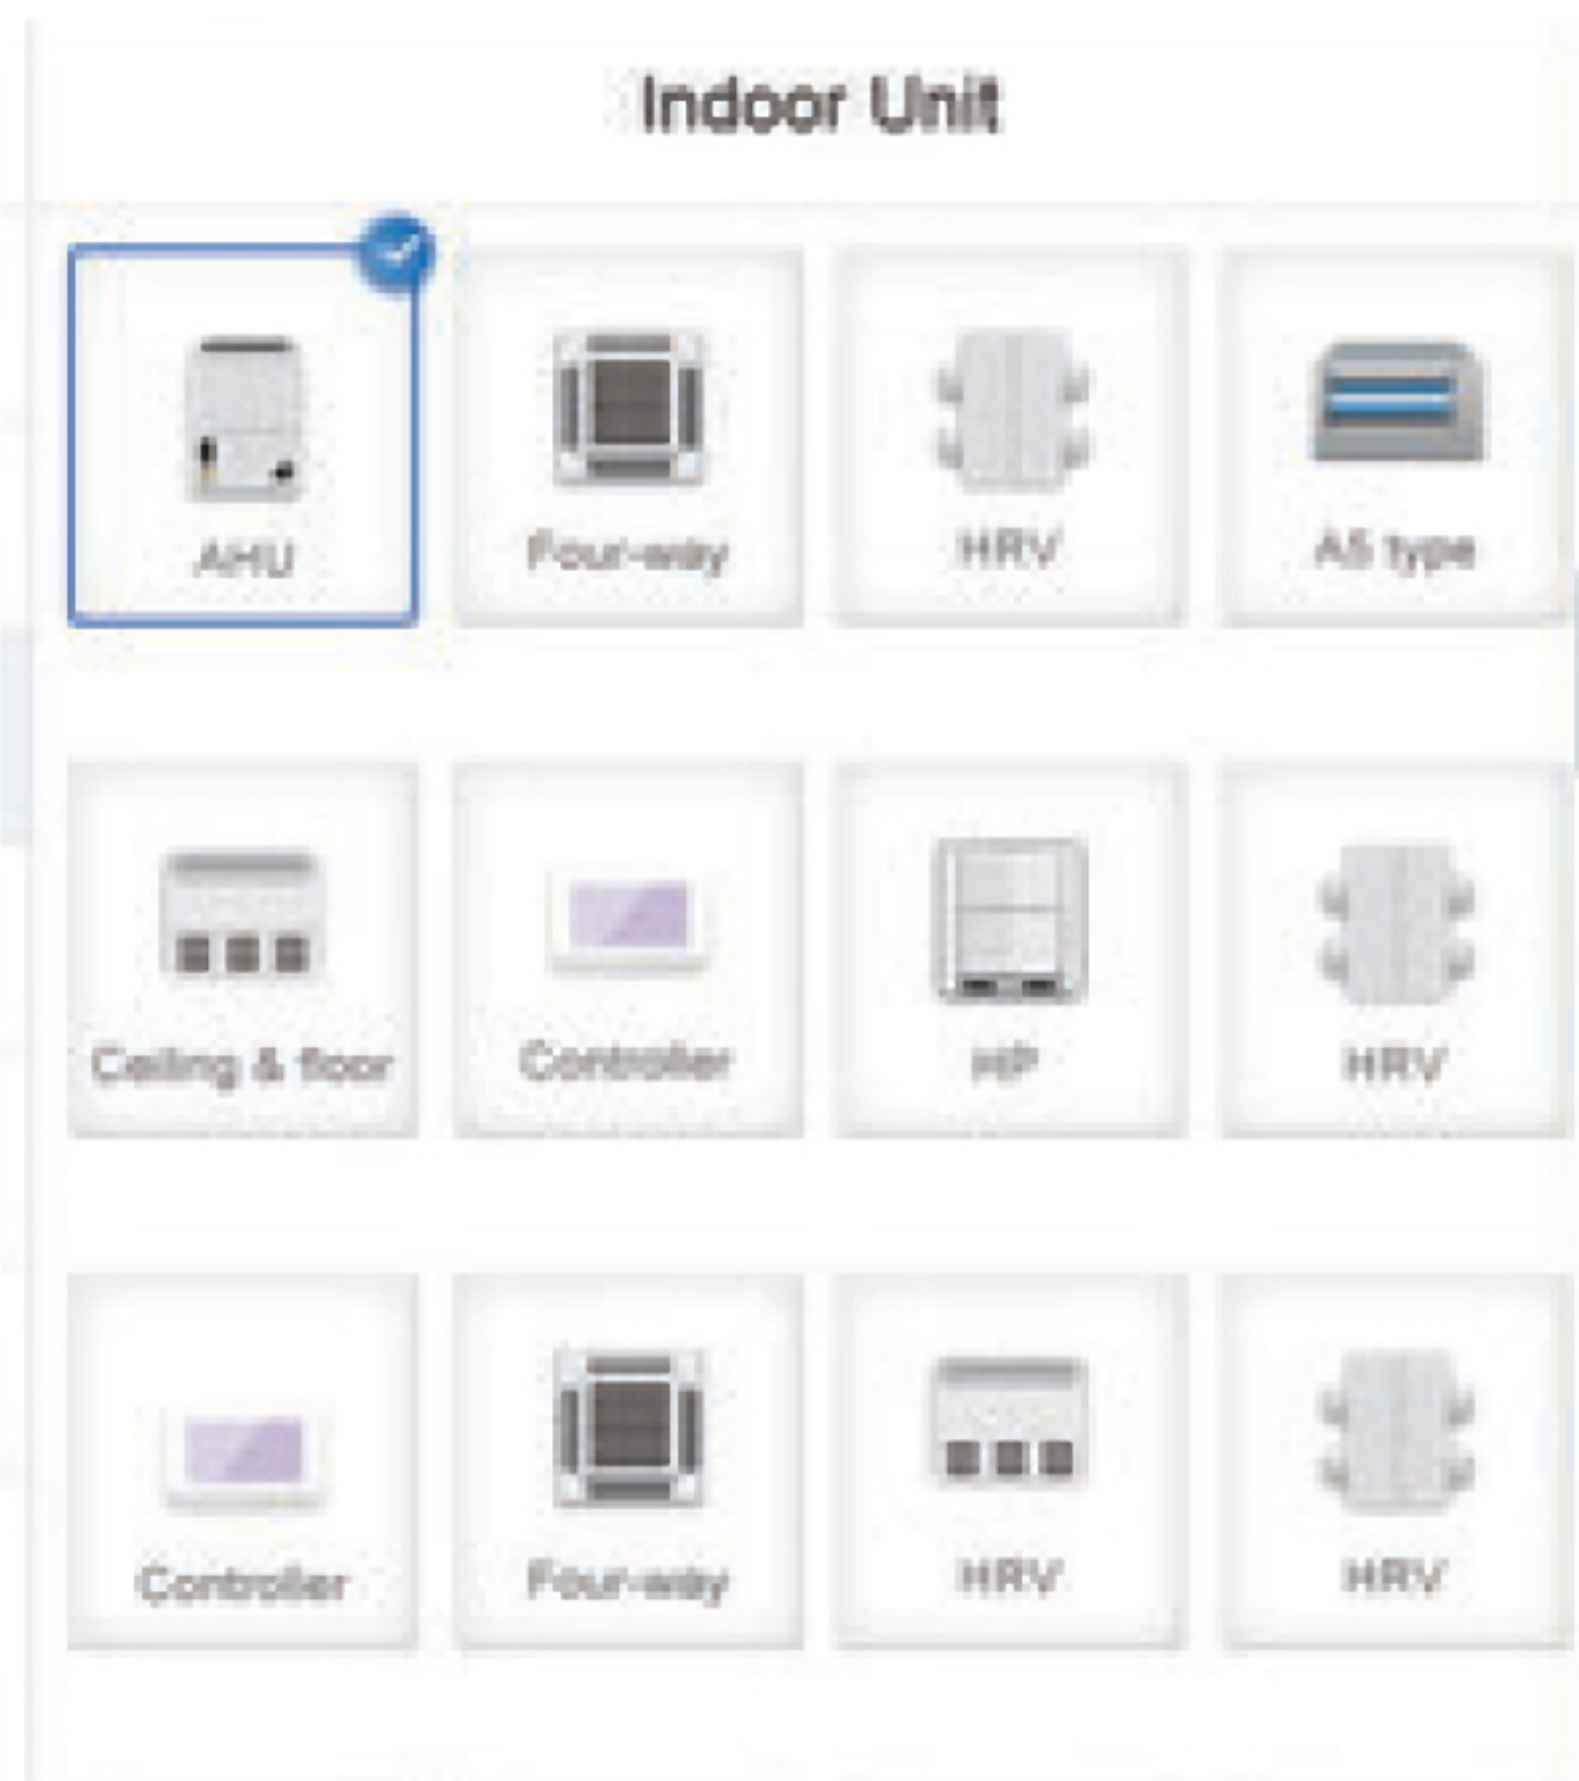 Indoor Unit
AHU
Four-way
HRV
A5 type
Ceiling & floor
Controller
HP
HRV
Controller
Four-way
HRV
HRV